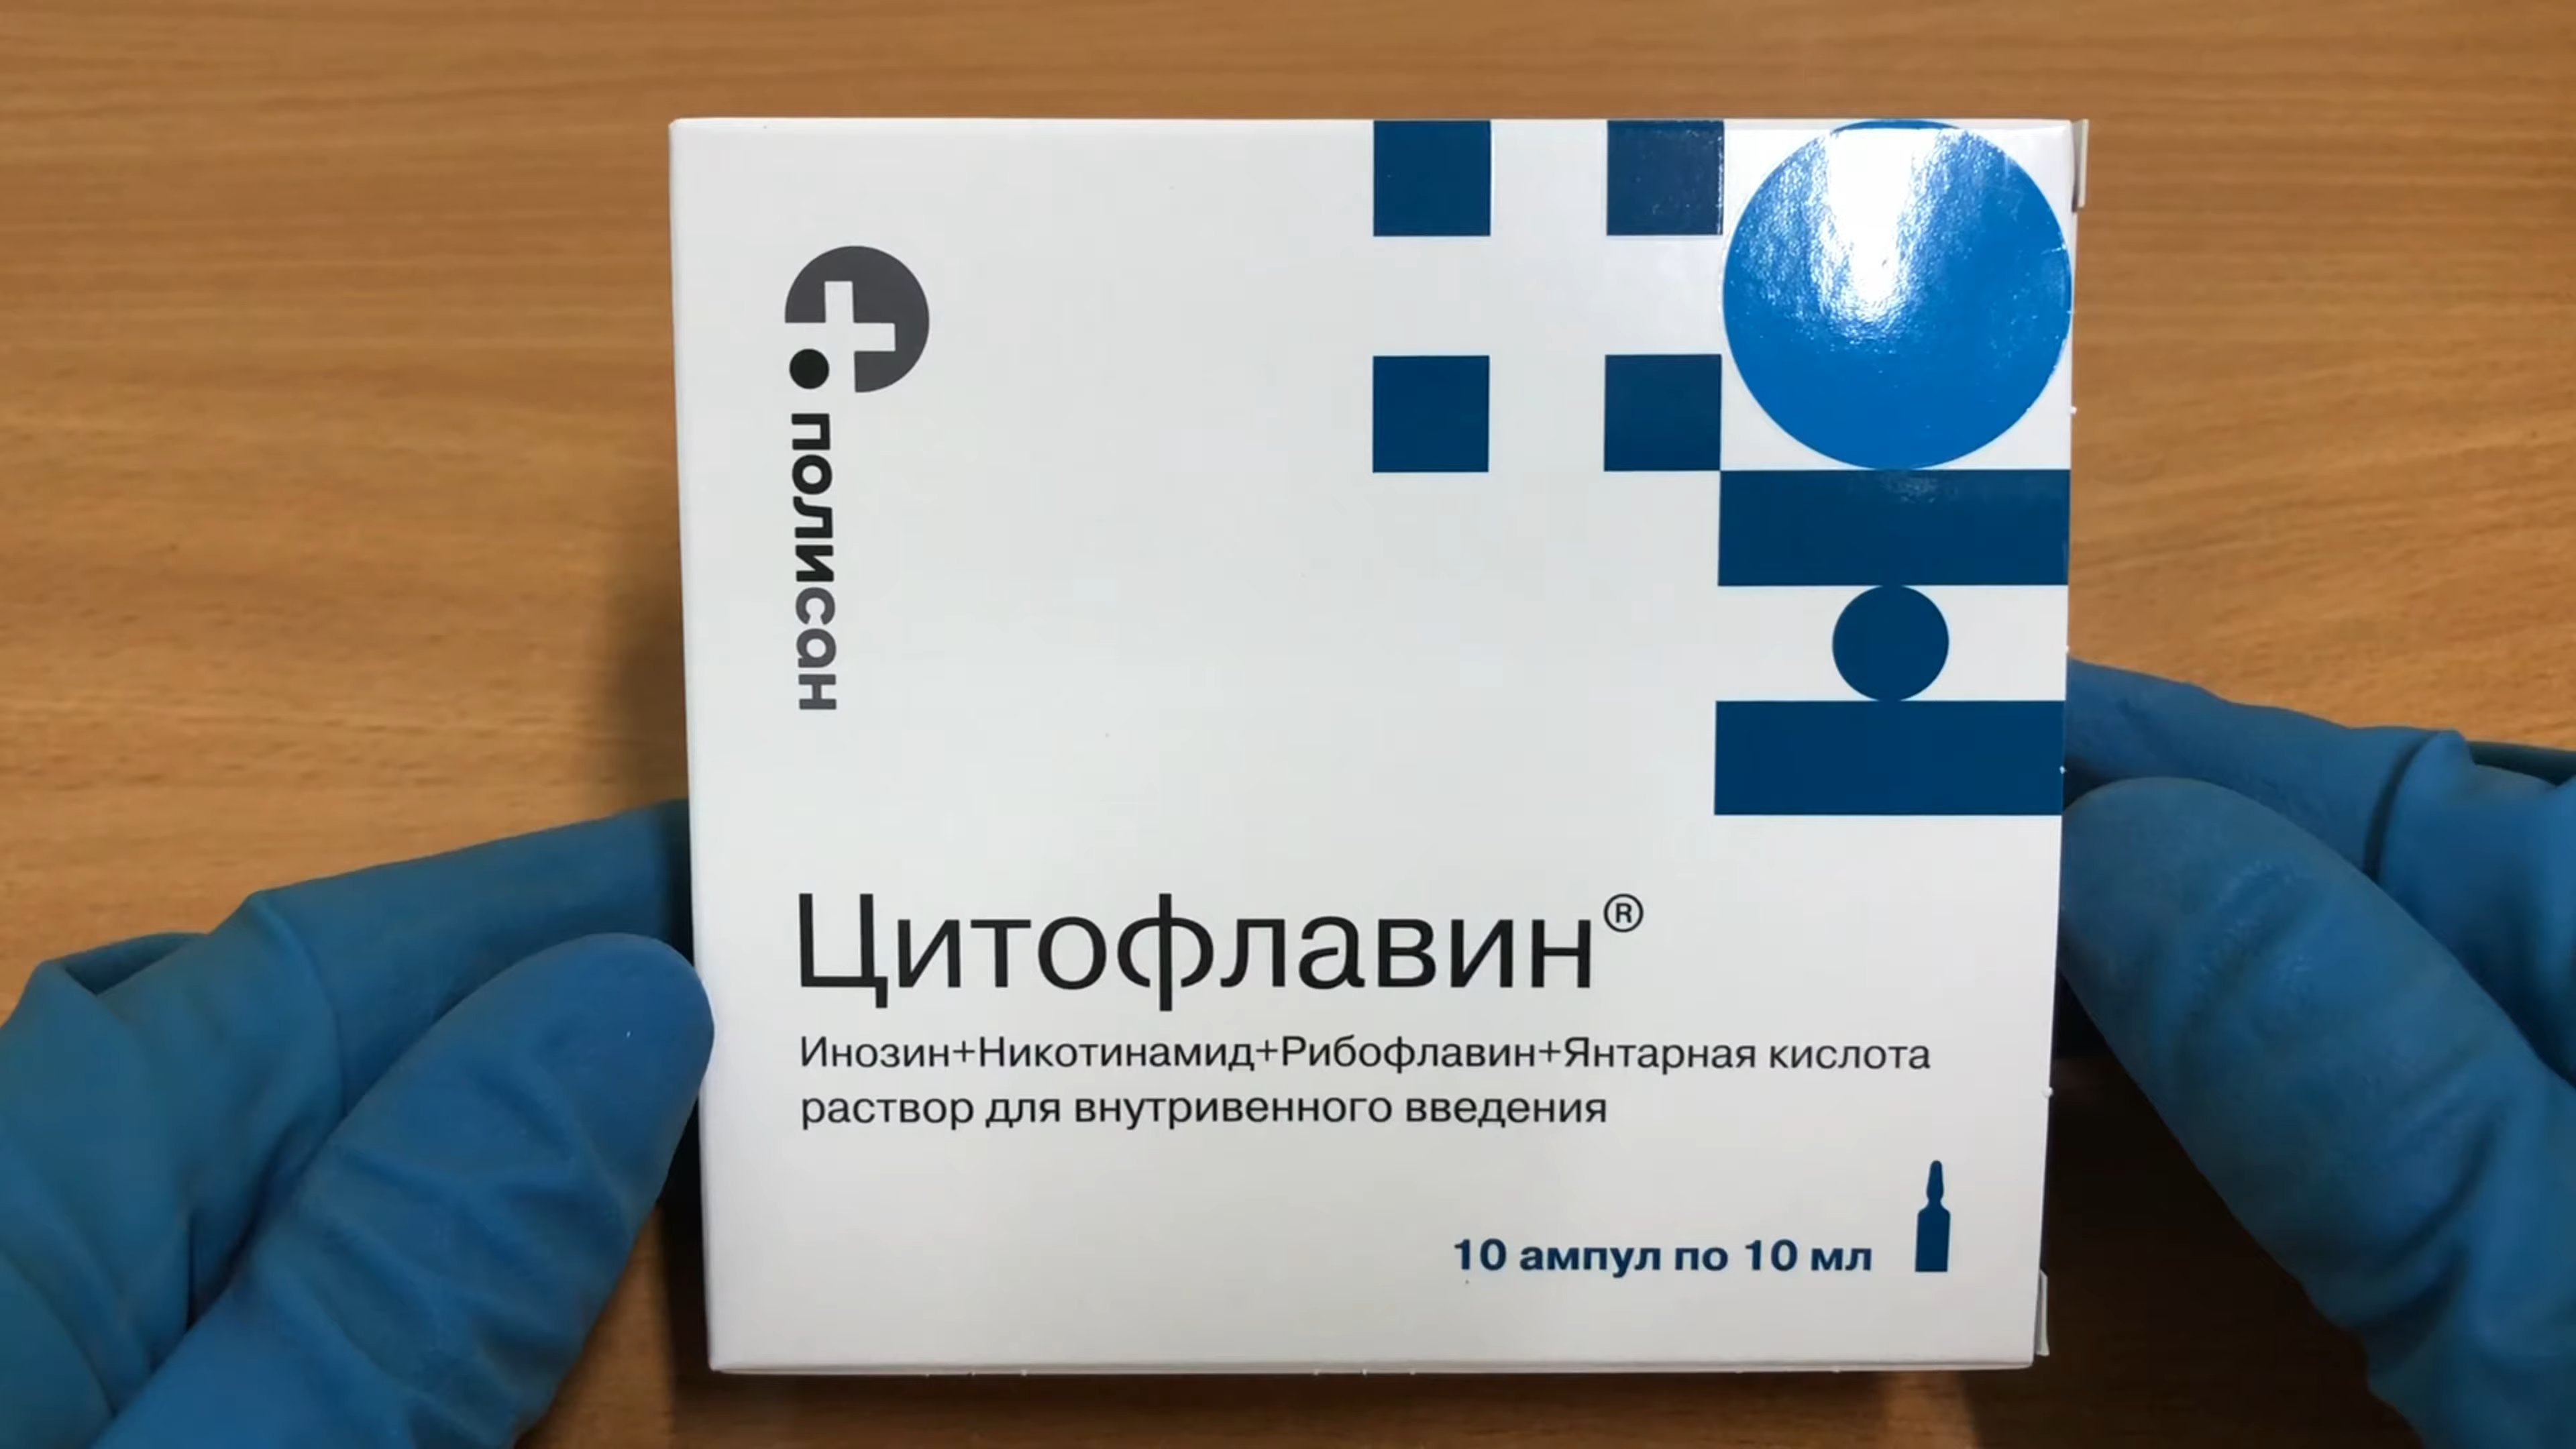 полисан
Цитофлавин®
Инозин+Никотинамид+Рибофлавин+Янтарная кислота
раствор для внутривенного введения
10 ампул по 10 мл